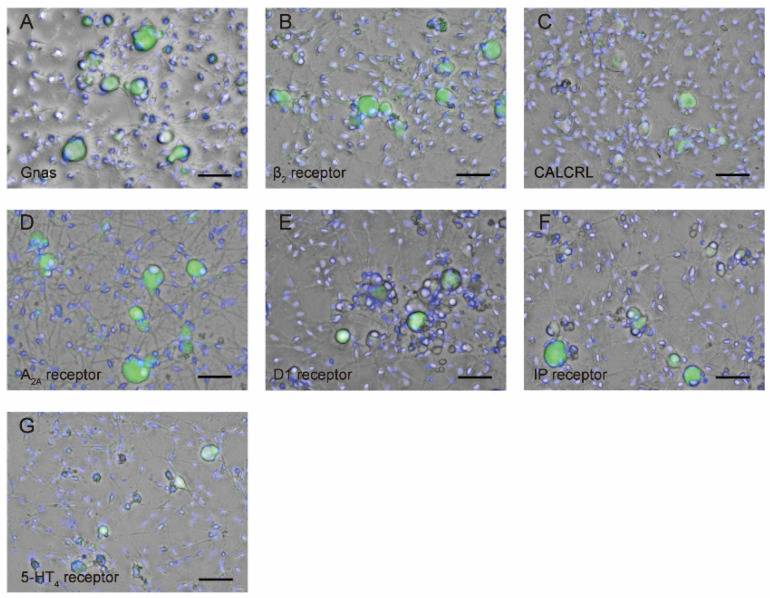 A
Gnas
B
β2 receptor
C
CALCRL
D
A2A receptor
E
D1 receptor
F
IP receptor
G
5-HT4 receptor